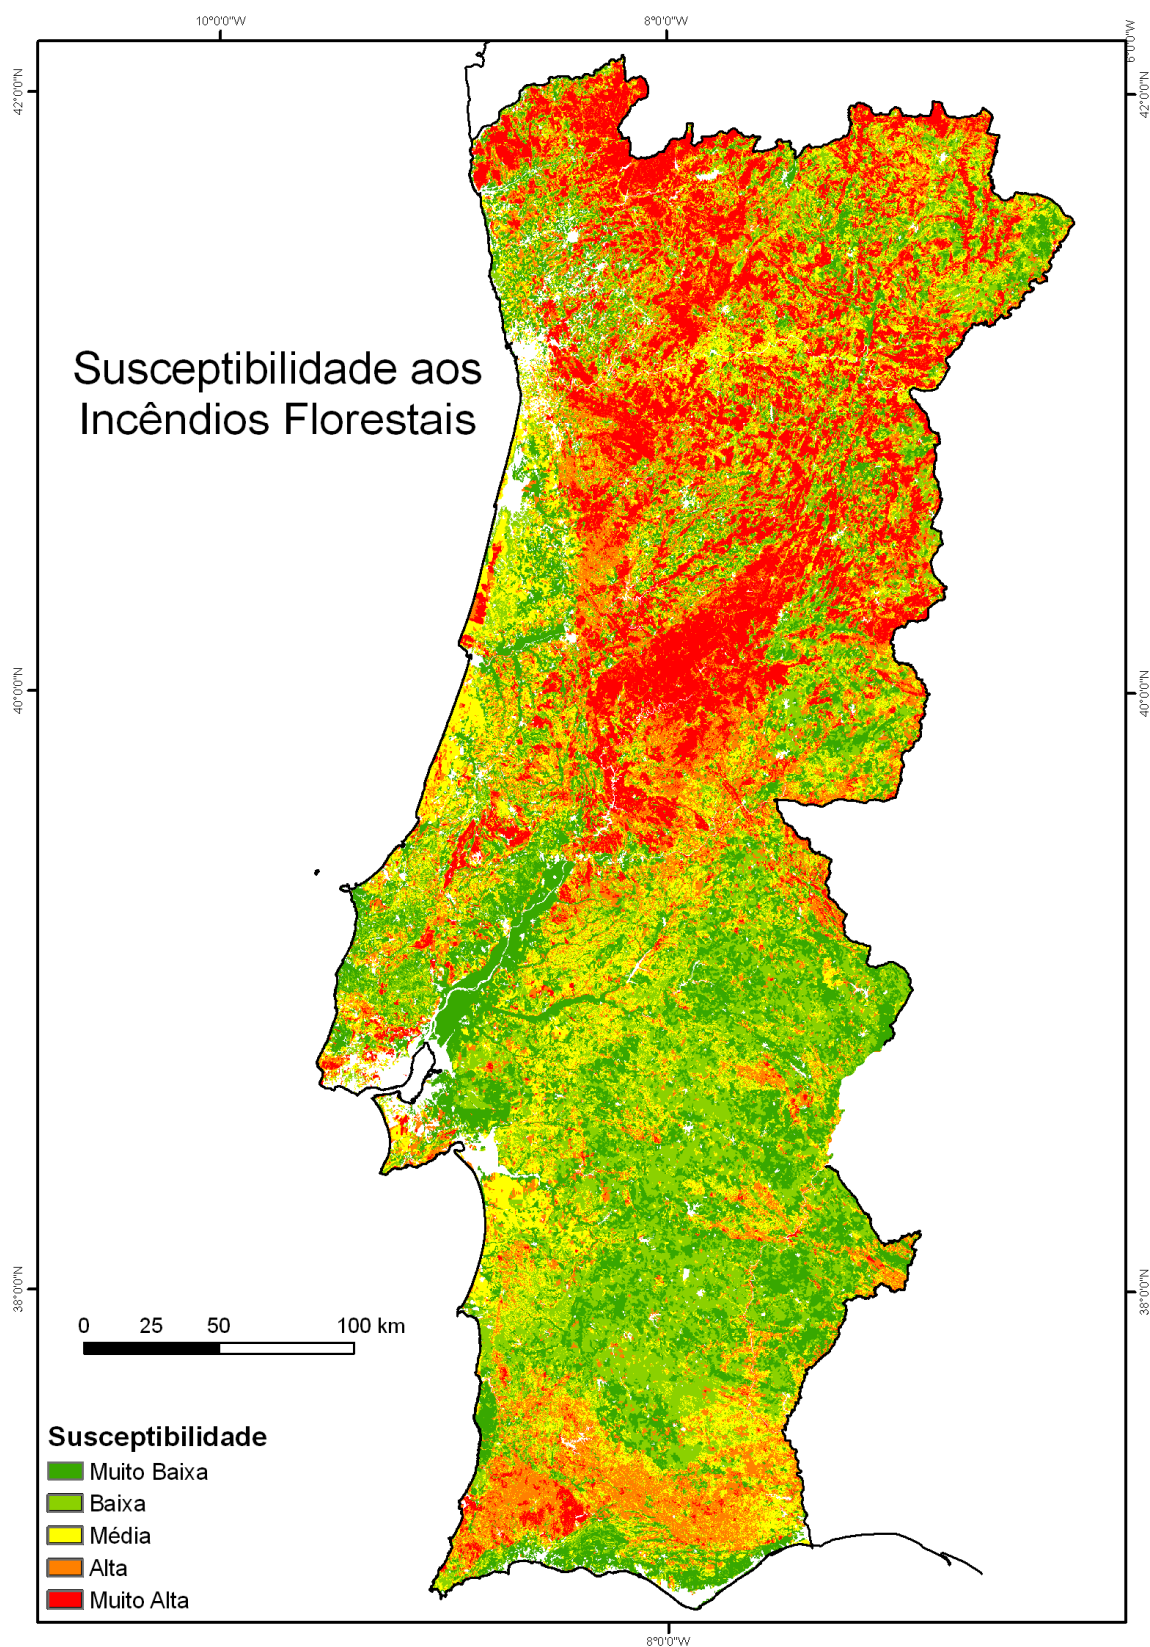 10°0'0"W
8°0'0"W
6°0'0"W
42°0'0"N
42°0'0"N
Susceptibilidade aos
Incêndios Florestais
40°0'0"N
40°0'0"N
38°0'0"N
38°0'0"N
0 25 50 100 km
Susceptibilidade
Muito Baixa
Baixa
Média
Alta
Muito Alta
8°0'0"W